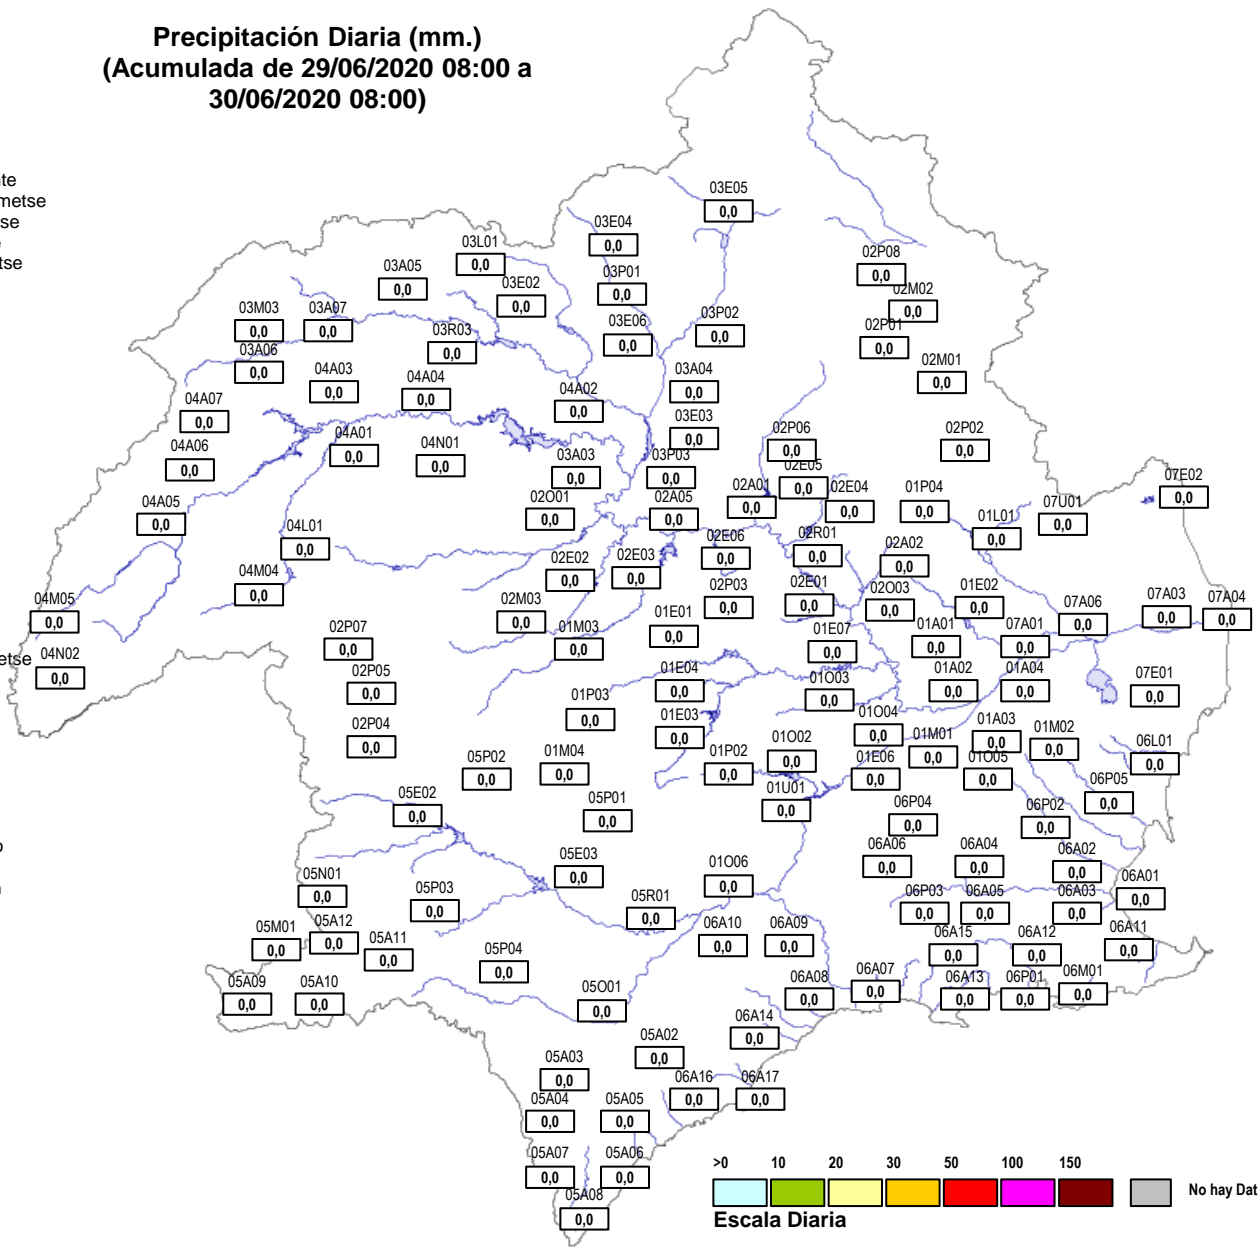 Precipitación Diaria (mm.)
(Acumulada de 29/06/2020 08:00 a
30/06/2020 08:00)
te
metse
se
tse
etse
03E05
0,0
03E04
0,0
03L01
0,0
02P08
0,0
03A05
0,0
03P01
0,0
03E02
0,0
02M02
0,0
03M03
0,0
03A07
0,0
03P02
0,0
03E06
0,0
03R03
0,0
02P01
0,0
03A06
0,0
02M01
0,0
04A03
0,0
04A04
0,0
03A04
0,0
04A02
0,0
04A07
0,0
03E03
0,0
04A01
0,0
04N01
0,0
02P06
0,0
02P02
0,0
04A06
0,0
03A03
0,0
03P03
0,0
02E05
0,0
07E02
0,0
02A01
0,0
02E04
0,0
01P04
0,0
04A05
0,0
02O01
0,0
02A05
0,0
07U01
0,0
01L01
0,0
04L01
0,0
02E06
0,0
02R01
0,0
02A02
0,0
02E02
0,0
02E03
0,0
04M04
0,0
02P03
0,0
02E01
0,0
02O03
0,0
01E02
0,0
04M05
0,0
02M03
0,0
01E01
0,0
07A06
0,0
07A03
0,0
07A04
0,0
02P07
0,0
01M03
0,0
01E07
0,0
01A01
0,0
07A01
0,0
04N02
0,0
02P05
0,0
01E04
0,0
01O03
0,0
01A02
0,0
01A04
0,0
07E01
0,0
01P03
0,0
01E03
0,0
01O04
0,0
01A03
0,0
01M02
0,0
02P04
0,0
01O02
0,0
01M01
0,0
06L01
0,0
05P02
0,0
01M04
0,0
01P02
0,0
01E06
0,0
01O05
0,0
05E02
0,0
05P01
0,0
01U01
0,0
06P04
0,0
06P02
0,0
06P05
0,0
05E03
0,0
01O06
0,0
06A06
0,0
06A04
0,0
06A02
0,0
05N01
0,0
05P03
0,0
05R01
0,0
06P03
0,0
06A05
0,0
06A03
0,0
06A01
0,0
05M01
0,0
05A12
0,0
05A11
0,0
05P04
0,0
06A10
0,0
06A09
0,0
06A15
0,0
06A12
0,0
06A11
0,0
05A09
0,0
05A10
0,0
05O01
0,0
06A08
0,0
06A07
0,0
06A13
0,0
06P01
0,0
06M01
0,0
05A02
0,0
06A14
0,0
05A03
0,0
06A16
0,0
06A17
0,0
05A04
0,0
05A05
0,0
05A07
0,0
05A06
0,0
05A08
0,0
>0 10 20 30 50 100 150
No hay Dat
Escala Diaria